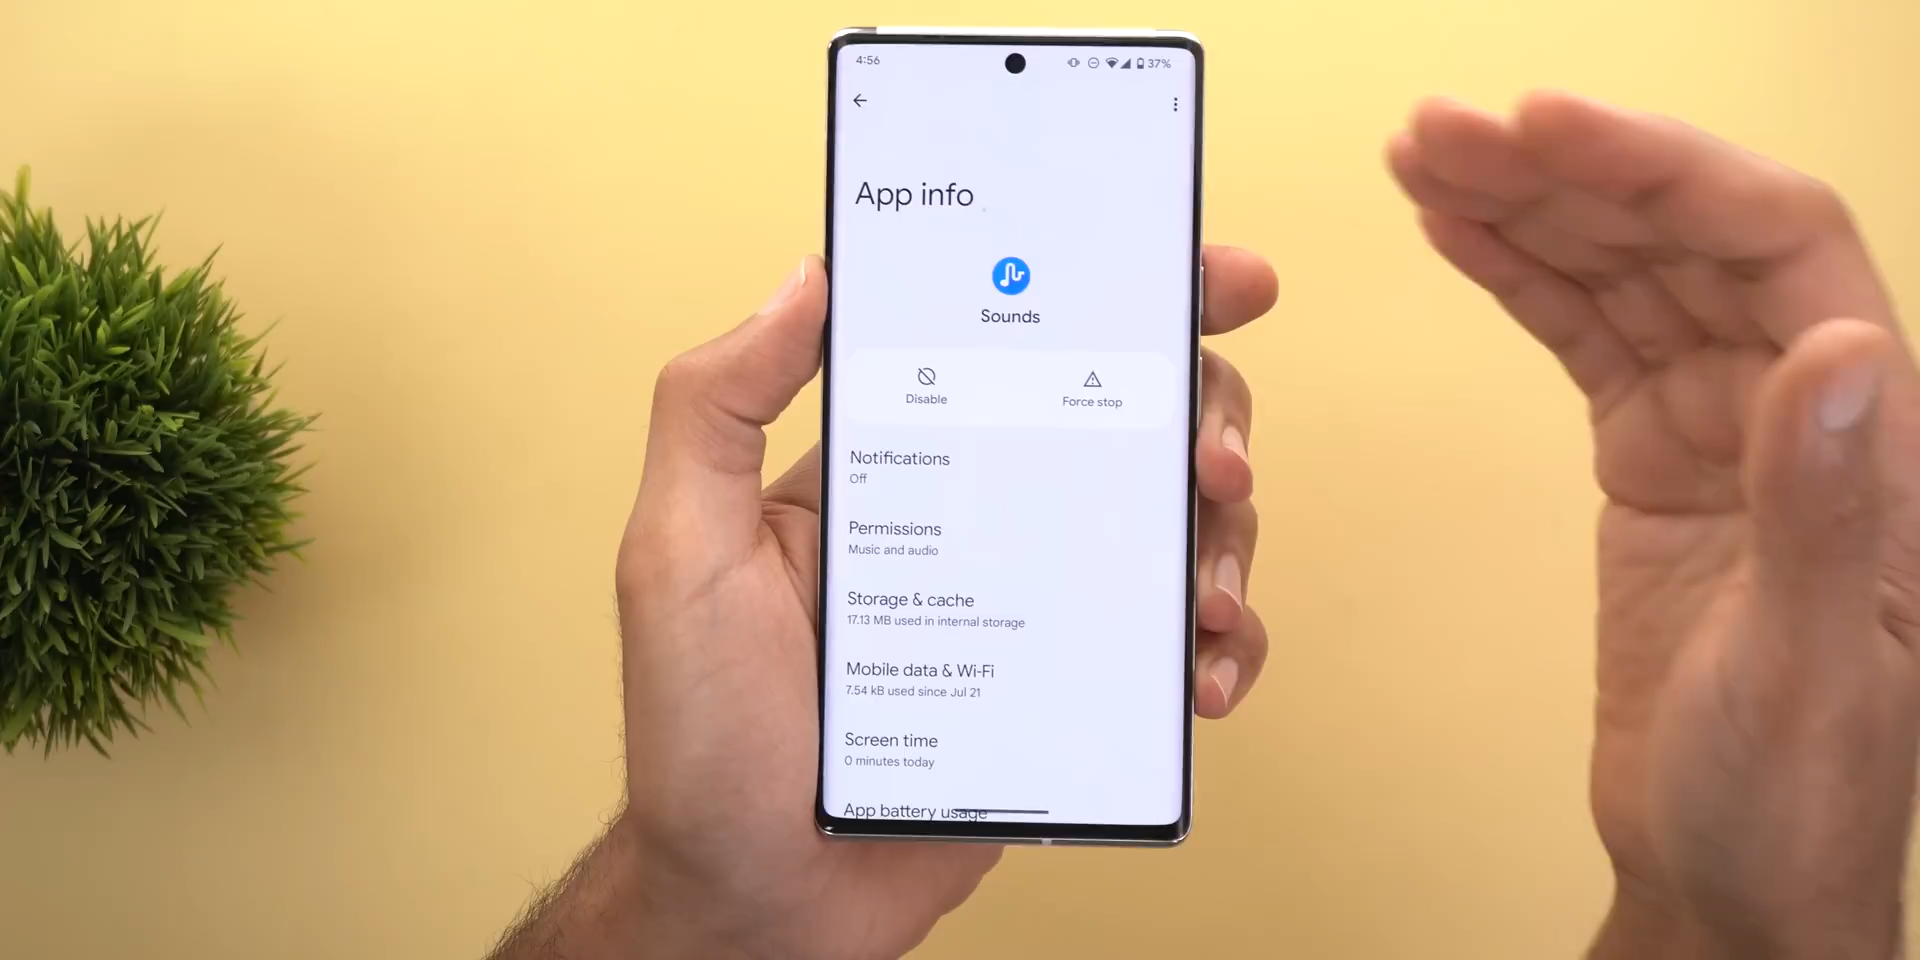 4:56
37%
App info
Sounds
Disable
Force stop
Notifications
Off
Permissions
Music and audio
Storage & cache
17.13 MB used in internal storage
Mobile data & Wi-Fi
7.54 kB used since Jul 21
Screen time
0 minutes today
App battery usage